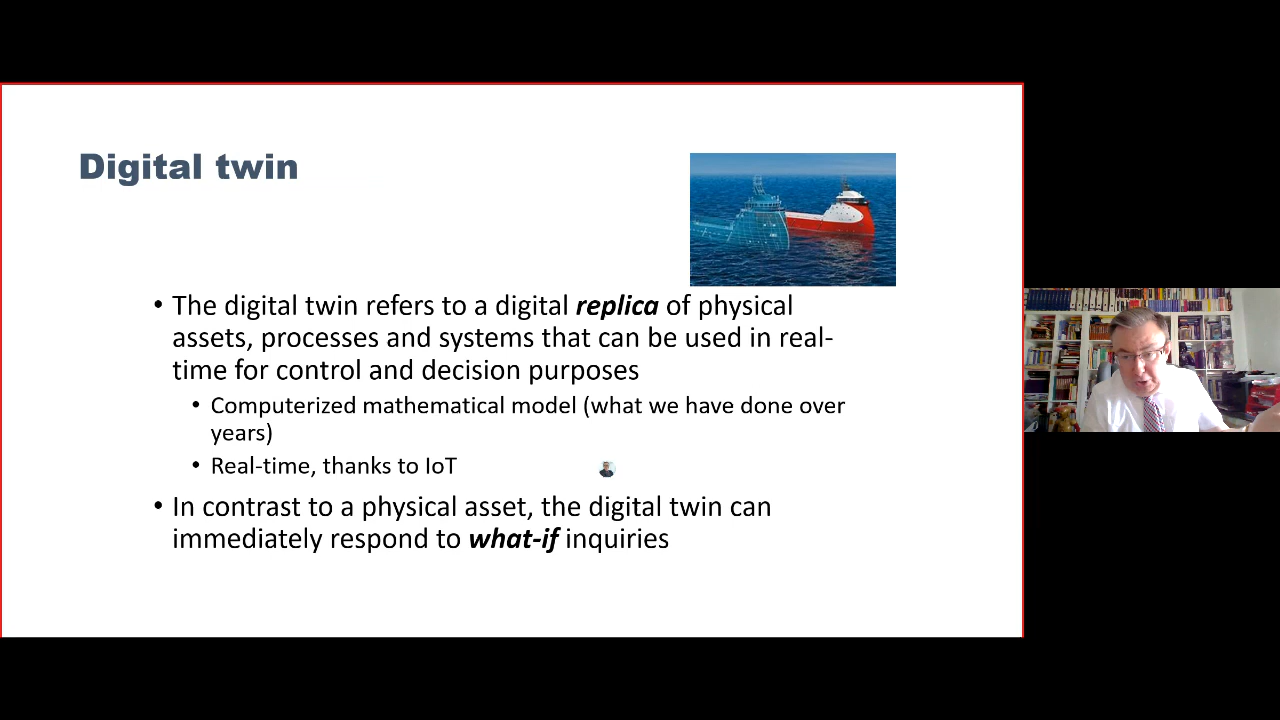 Digital twin
• The digital twin refers to a digital replica of physical
assets, processes and systems that can be used in real-
time for control and decision purposes
• Computerized mathematical model (what we have done over
years)
• Real-time, thanks to IoT
• In contrast to a physical asset, the digital twin can
immediately respond to what-if inquiries